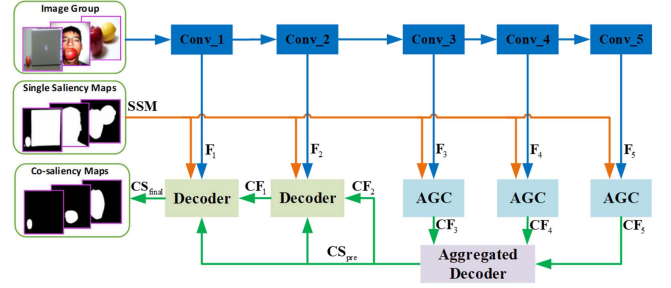 Image Group
Conv_1
Conv_2
Conv_3
Conv_4
Conv_5
Single Saliency Maps
SSM
F1
F2
F3
F4
F5
Co-saliency Maps
CSfinal
Decoder
CF1
Decoder
CF2
AGC
AGC
AGC
CF3
CF4
CF5
CSpre
Aggregated
Decoder